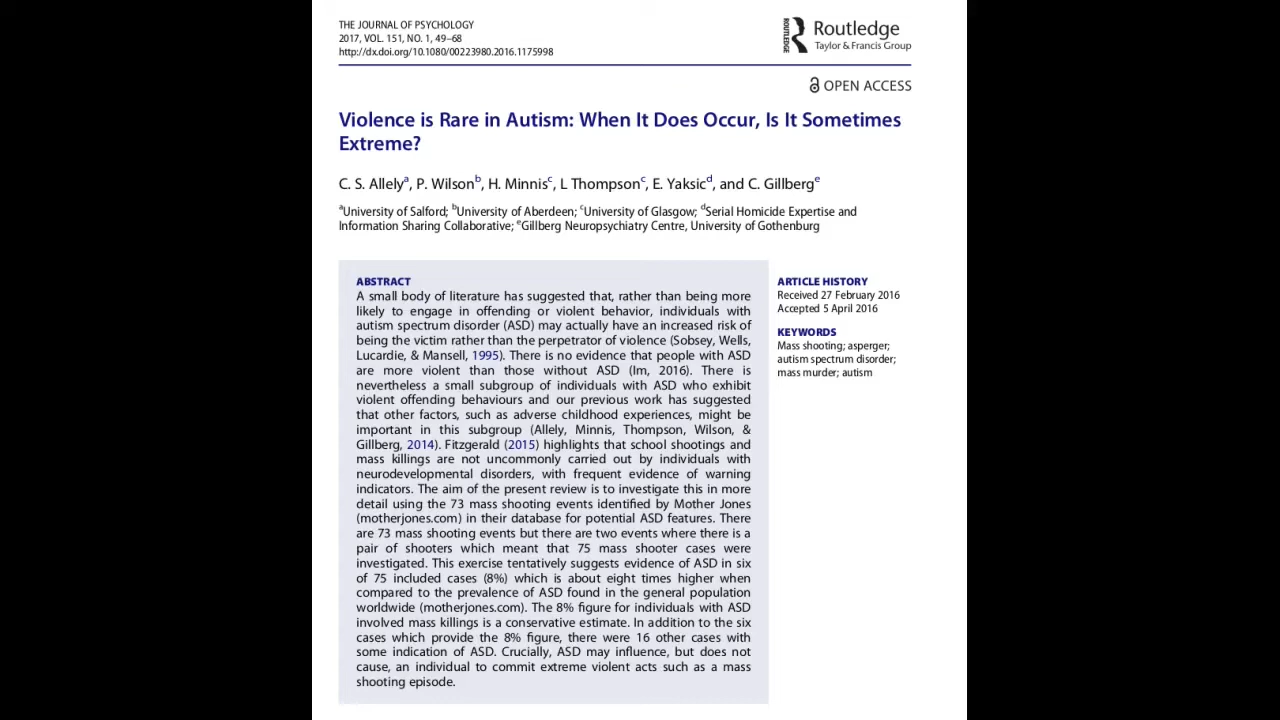 THE JOURNAL OF PSYCHOLOGY
2017, VOL. 151, NO. 1, 49–68
http://dx.doi.org/10.1080/00223980.2016.1175998
ROUTLEDGE
Routledge
Taylor & Francis Group
OPEN ACCESS
Violence is Rare in Autism: When It Does Occur, Is It Sometimes
Extreme?
C. S. Allelyᵃ, P. Wilsonᵇ, H. Minnisᶜ, L Thompsonᶜ, E. Yaksicᵈ, and C. Gillbergᵉ
ᵃUniversity of Salford; ᵇUniversity of Aberdeen; ᶜUniversity of Glasgow; ᵈSerial Homicide Expertise and
Information Sharing Collaborative; ᵉGillberg Neuropsychiatry Centre, University of Gothenburg
ABSTRACT
A small body of literature has suggested that, rather than being more
likely to engage in offending or violent behavior, individuals with
autism spectrum disorder (ASD) may actually have an increased risk of
being the victim rather than the perpetrator of violence (Sobsey, Wells,
Lucardie, & Mansell, 1995). There is no evidence that people with ASD
are more violent than those without ASD (Im, 2016). There is
nevertheless a small subgroup of individuals with ASD who exhibit
violent offending behaviours and our previous work has suggested
that other factors, such as adverse childhood experiences, might be
important in this subgroup (Allely, Minnis, Thompson, Wilson, &
Gillberg, 2014). Fitzgerald (2015) highlights that school shootings and
mass killings are not uncommonly carried out by individuals with
neurodevelopmental disorders, with frequent evidence of warning
indicators. The aim of the present review is to investigate this in more
detail using the 73 mass shooting events identified by Mother Jones
(motherjones.com) in their database for potential ASD features. There
are 73 mass shooting events but there are two events where there is a
pair of shooters which meant that 75 mass shooter cases were
investigated. This exercise tentatively suggests evidence of ASD in six
of 75 included cases (8%) which is about eight times higher when
compared to the prevalence of ASD found in the general population
worldwide (motherjones.com). The 8% figure for individuals with ASD
involved mass killings is a conservative estimate. In addition to the six
cases which provide the 8% figure, there were 16 other cases with
some indication of ASD. Crucially, ASD may influence, but does not
cause, an individual to commit extreme violent acts such as a mass
shooting episode.
ARTICLE HISTORY
Received 27 February 2016
Accepted 5 April 2016
KEYWORDS
Mass shooting; asperger;
autism spectrum disorder;
mass murder; autism